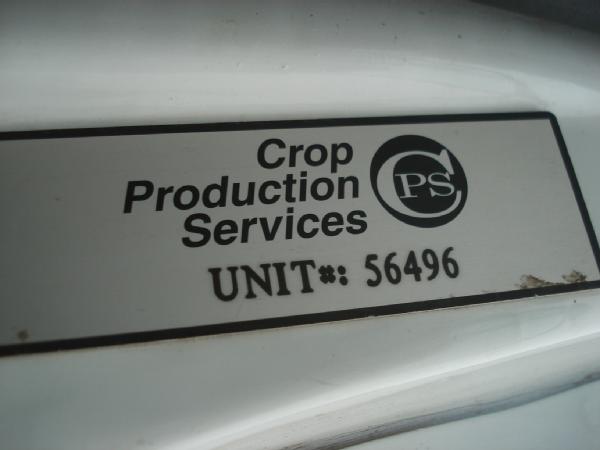 Crop
Production
Services
CPS
UNIT#: 56496